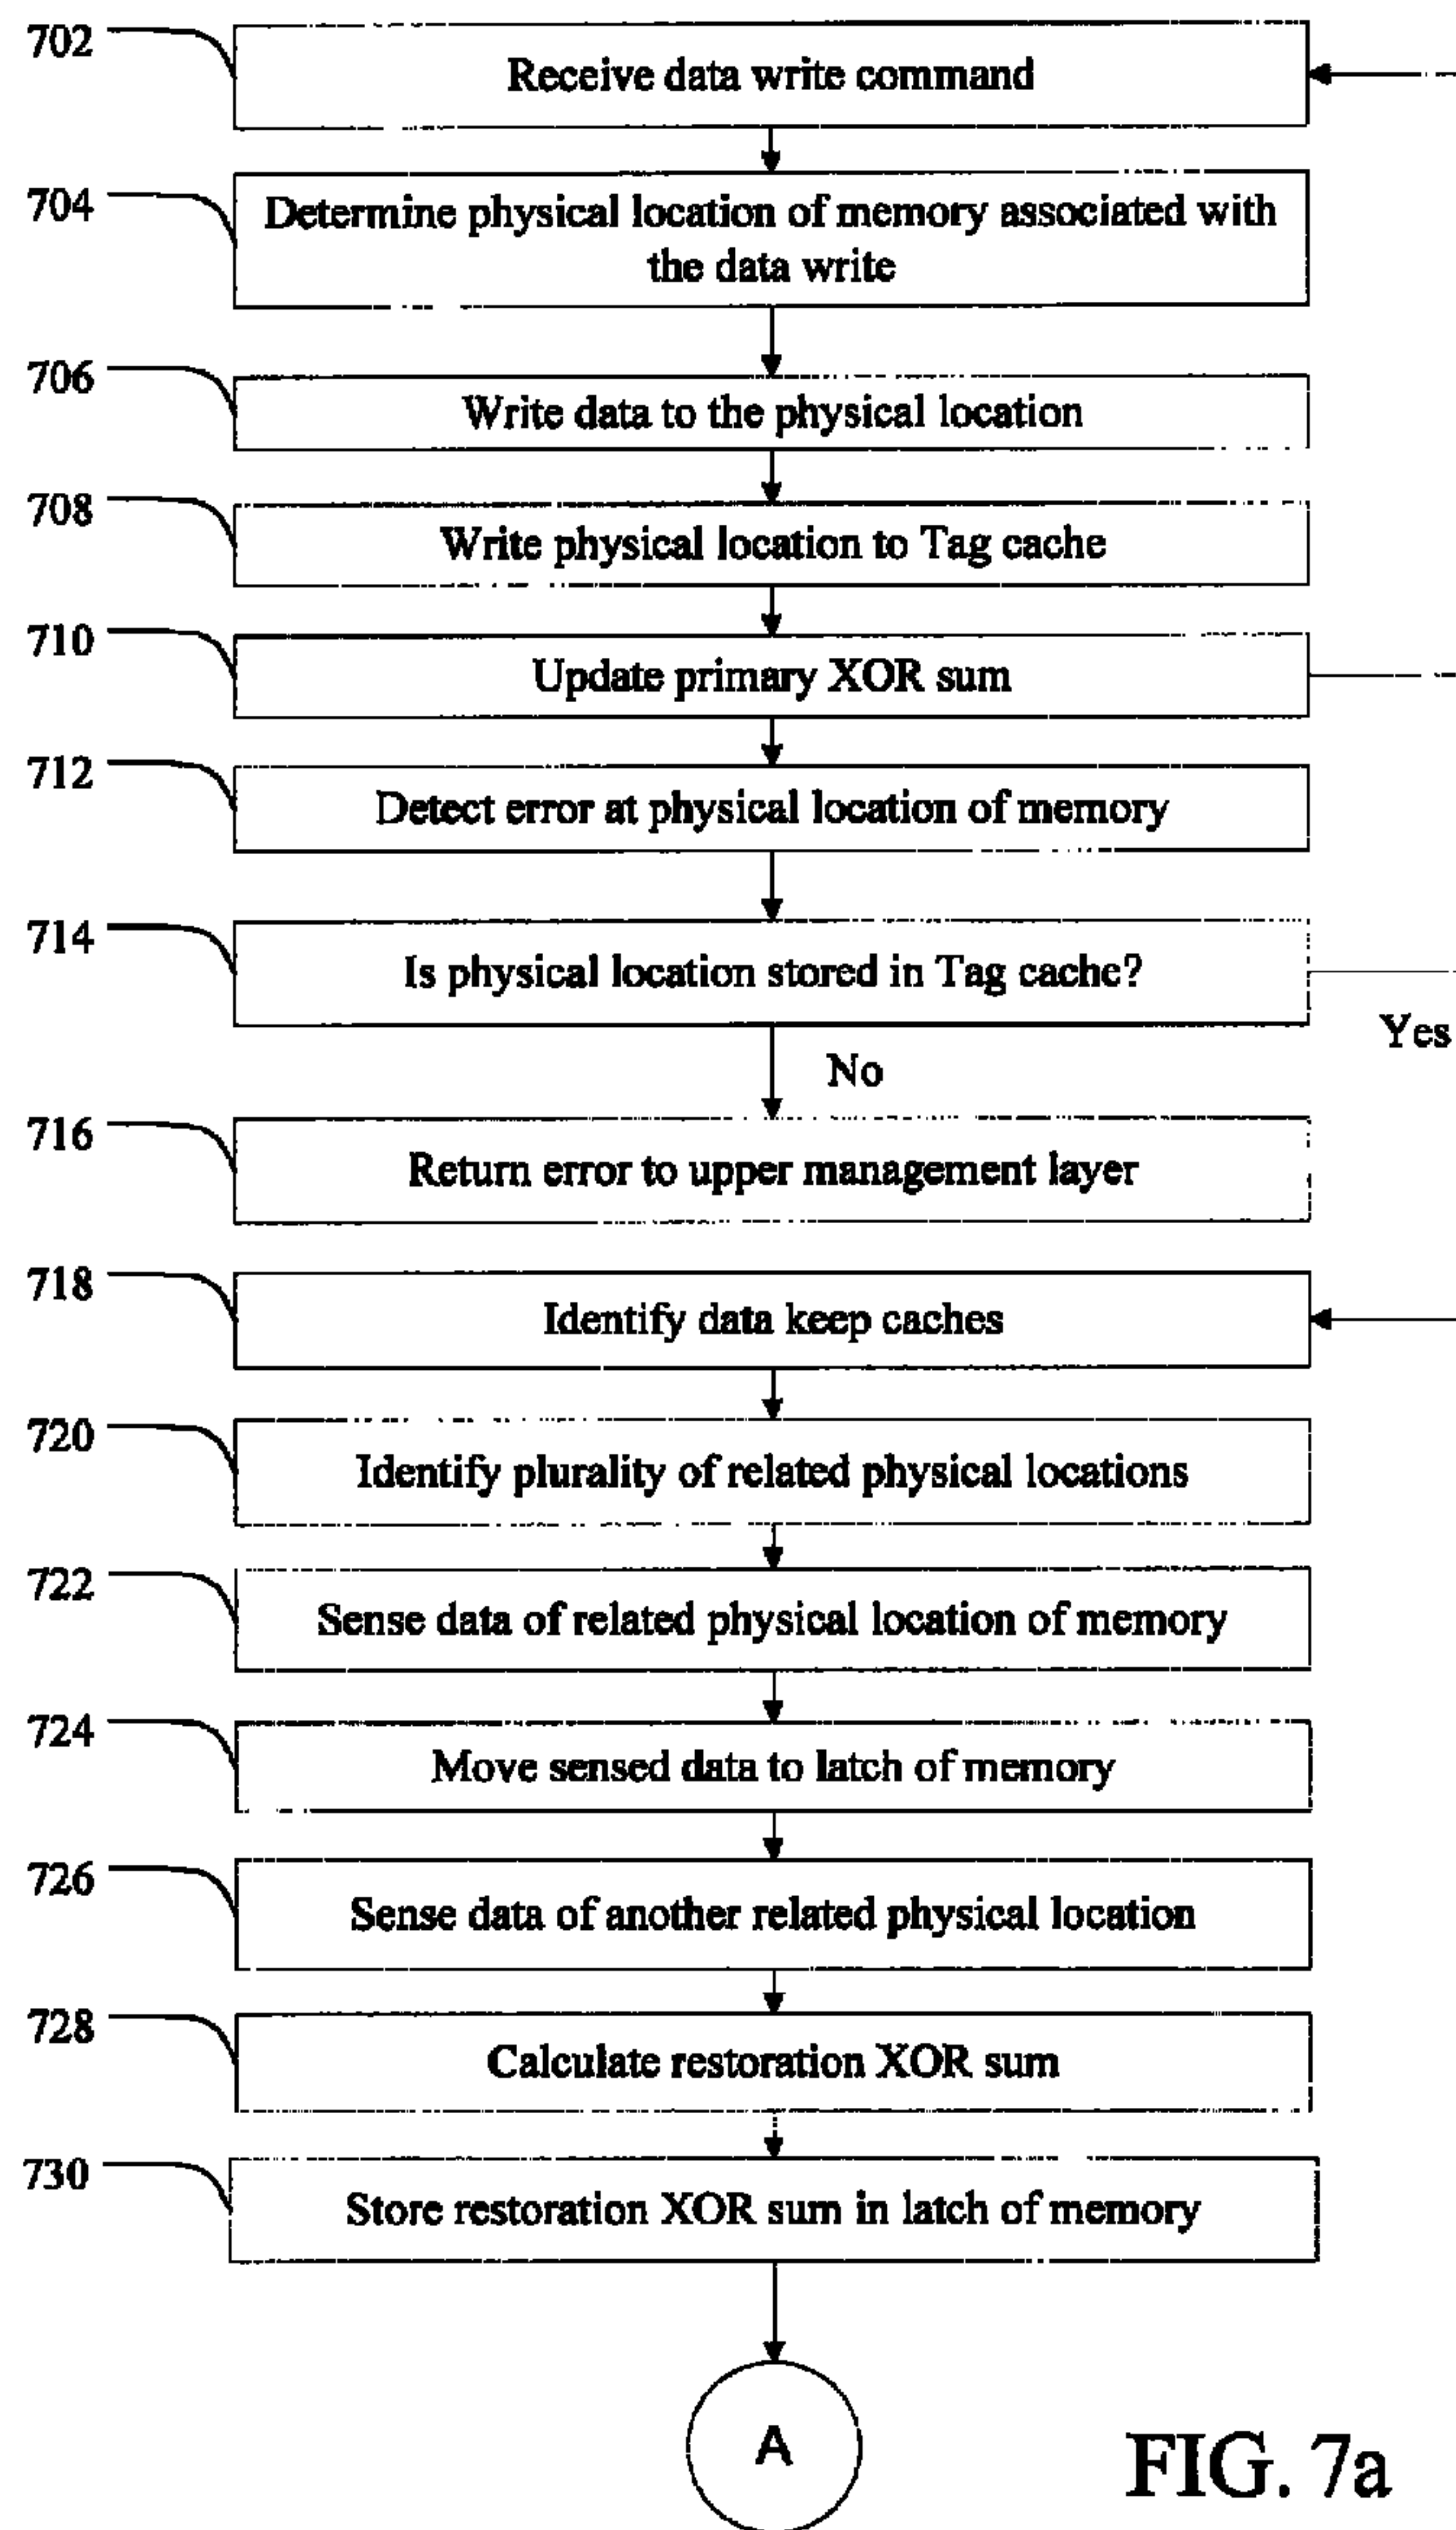 702
Receive data write command
704
Determine physical location of memory associated with
the data write
706
Write data to the physical location
708
Write physical location to Tag cache
710
Update primary XOR sum
712
Detect error at physical location of memory
714
Is physical location stored in Tag cache?
Yes
No
716
Return error to upper management layer
718
Identify data keep caches
720
Identify plurality of related physical locations
722
Sense data of related physical location of memory
724
Move sensed data to latch of memory
726
Sense data of another related physical location
728
Calculate restoration XOR sum
730
Store restoration XOR sum in latch of memory
A
FIG. 7a